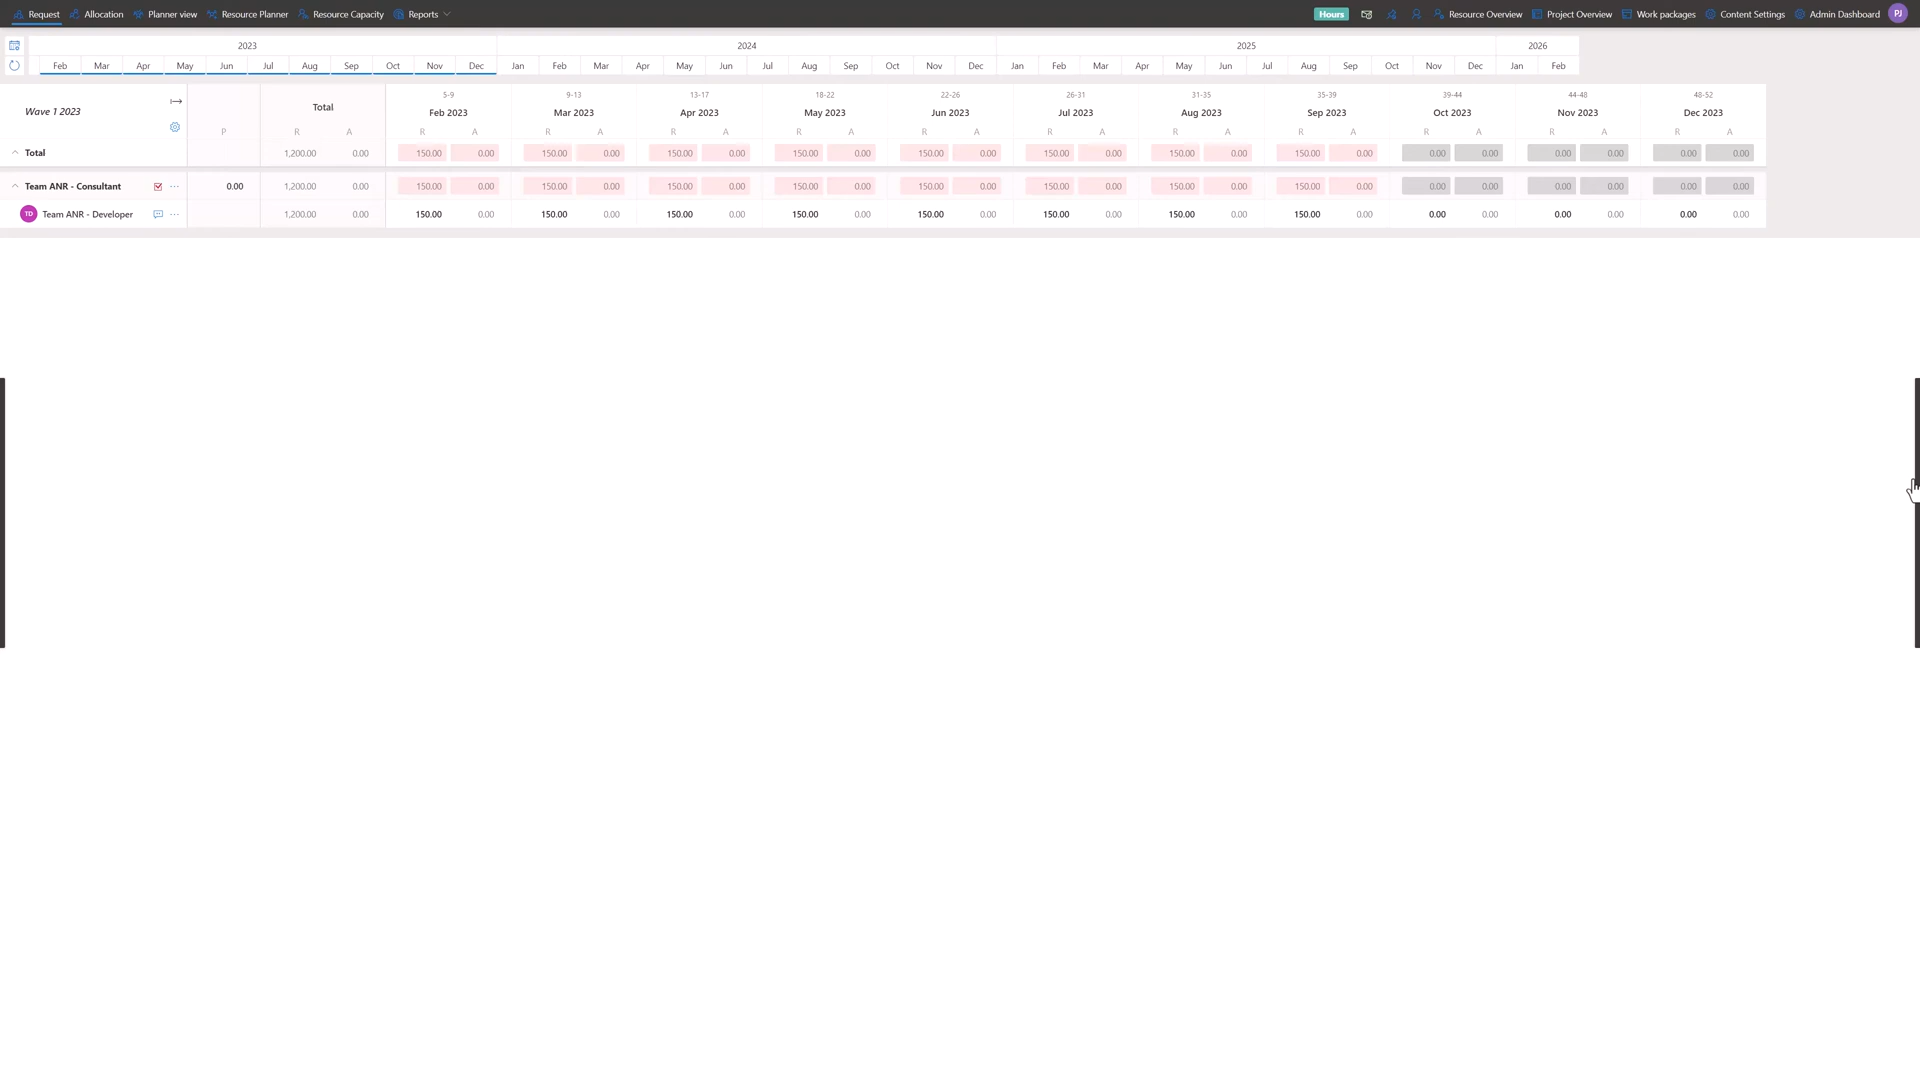 Request Allocation Planner view Resource Planner Resource Capacity Reports Hours Resource Overview Project Overview Work packages Content Settings Admin Dashboard PJ
2023 2024 2025 2026
Feb Mar Apr May Jun Jul Aug Sep Oct Nov Dec Jan Feb Mar Apr May Jun Jul Aug Sep Oct Nov Dec Jan Feb Mar Apr May Jun Jul Aug Sep Oct Nov Dec Jan Feb
5-9 9-13 13-17 18-22 22-26 26-31 31-35 35-39 39-44 44-48 48-52
Wave 1 2023 Total Feb 2023 Mar 2023 Apr 2023 May 2023 Jun 2023 Jul 2023 Aug 2023 Sep 2023 Oct 2023 Nov 2023 Dec 2023
P R A R A R A R A R A R A R A R A R A R A R A R A
Total 1,200.00 0.00 150.00 0.00 150.00 0.00 150.00 0.00 150.00 0.00 150.00 0.00 150.00 0.00 150.00 0.00 150.00 0.00 0.00 0.00 0.00 0.00 0.00 0.00
Team ANR - Consultant 0.00 1,200.00 0.00 150.00 0.00 150.00 0.00 150.00 0.00 150.00 0.00 150.00 0.00 150.00 0.00 150.00 0.00 150.00 0.00 0.00 0.00 0.00 0.00 0.00 0.00
TD Team ANR - Developer 1,200.00 0.00 150.00 0.00 150.00 0.00 150.00 0.00 150.00 0.00 150.00 0.00 150.00 0.00 150.00 0.00 150.00 0.00 0.00 0.00 0.00 0.00 0.00 0.00